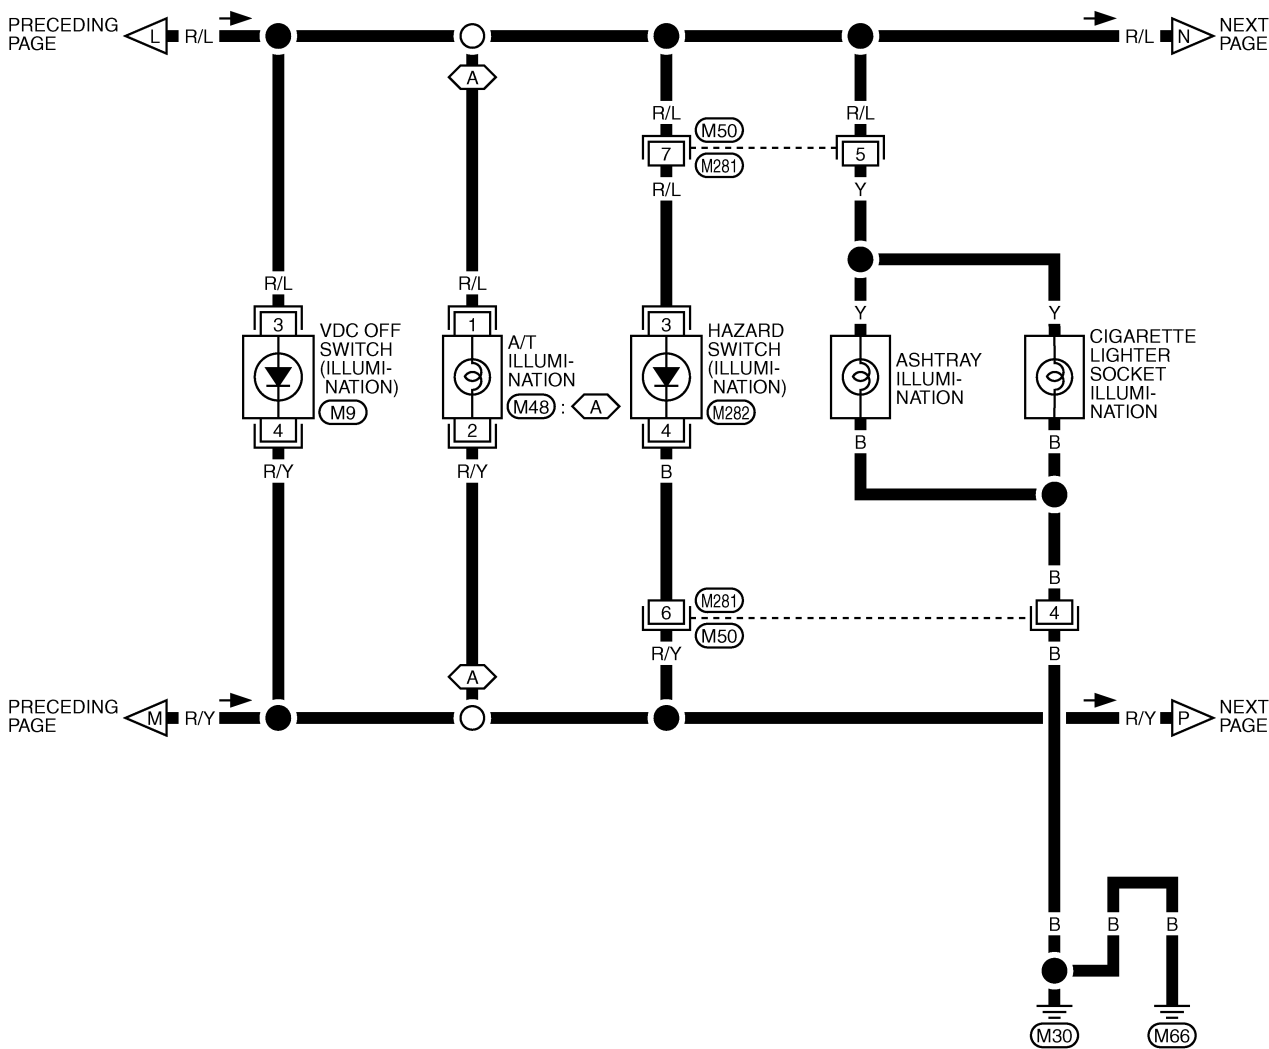 PRECEDING
PAGE
L
R/L
R/L
N
NEXT
PAGE
A
R/L
R/L
M50
7
5
M281
R/L
Y
R/L
R/L
Y
Y
3
VDC OFF
SWITCH
(ILLUMI-
NATION)
M9
4
R/Y
1
A/T
ILLUMI-
NATION
M48 : A
2
R/Y
3
HAZARD
SWITCH
(ILLUMI-
NATION)
M282
4
B
ASHTRAY
ILLUMI-
NATION
B
CIGARETTE
LIGHTER
SOCKET
ILLUMI-
NATION
B
B
M281
6
4
M50
R/Y
B
A
PRECEDING
PAGE
M
R/Y
R/Y
P
NEXT
PAGE
B
B
B
M30
M66